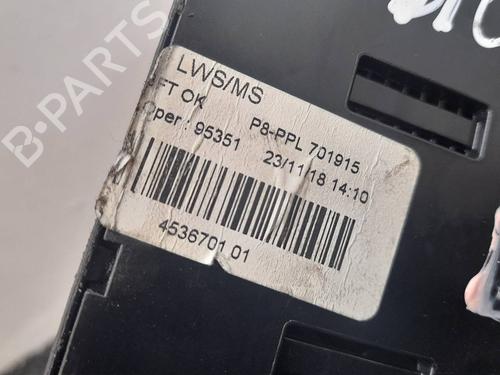 B-PARTS
LWS/MS
FT OK
P8-PPL 701915
Oper : 95351
23/11/18 14:10
4536701 01